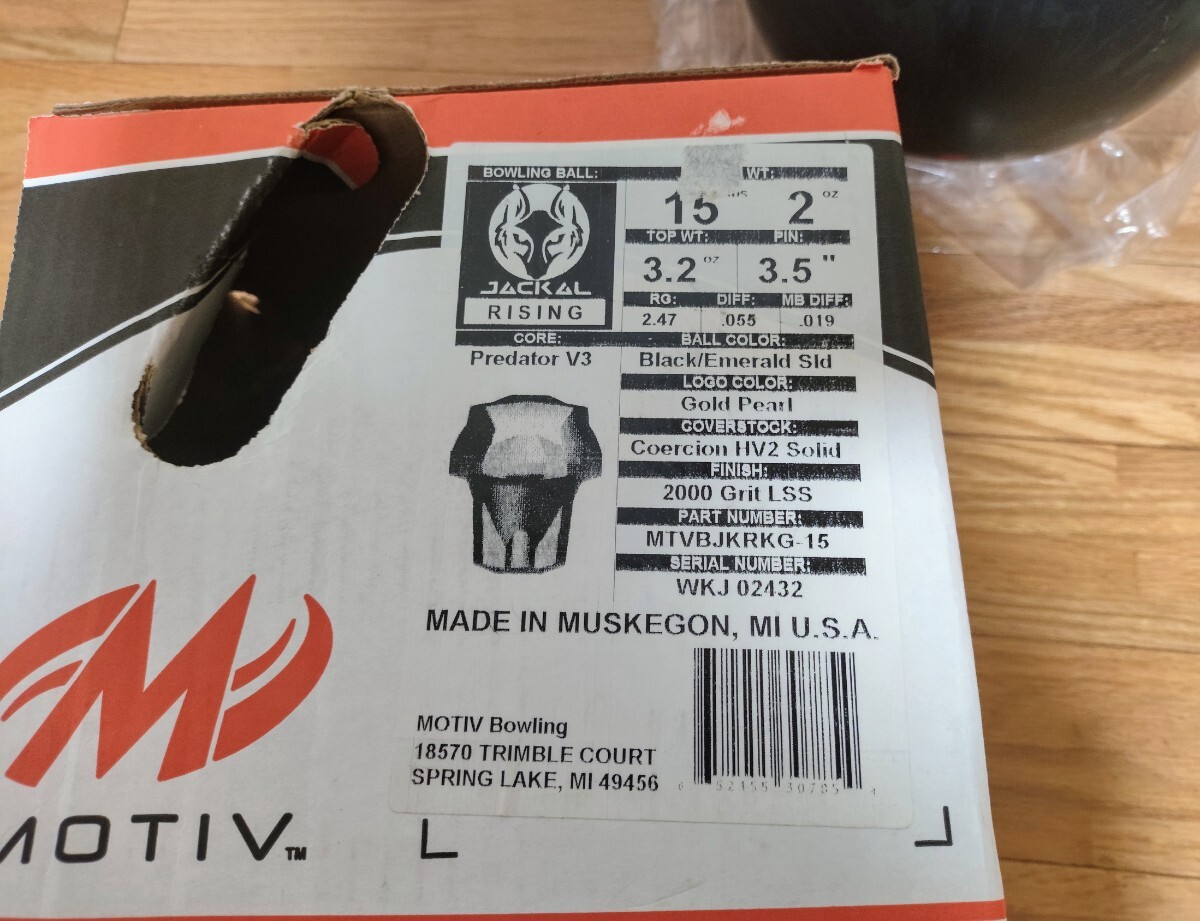 BOWLING BALL:
WT:
JACKAL
RISING
15 2 oz
TOP WT: PIN:
3.2 oz 3.5 "
RG: DIFF: MB DIFF:
2.47 .055 .019
CORE:
Predator V3
BALL COLOR:
Black/Emerald Sld
LOGO COLOR:
Gold Pearl
COVERSTOCK:
Coercion HV2 Solid
FINISH:
2000 Grit LSS
PART NUMBER:
MTVBJKRKG-15
SERIAL NUMBER:
WKJ 02432
MADE IN MUSKEGON, MI U.S.A.
MOTIV Bowling
18570 TRIMBLE COURT
SPRING LAKE, MI 49456
MOTIV™